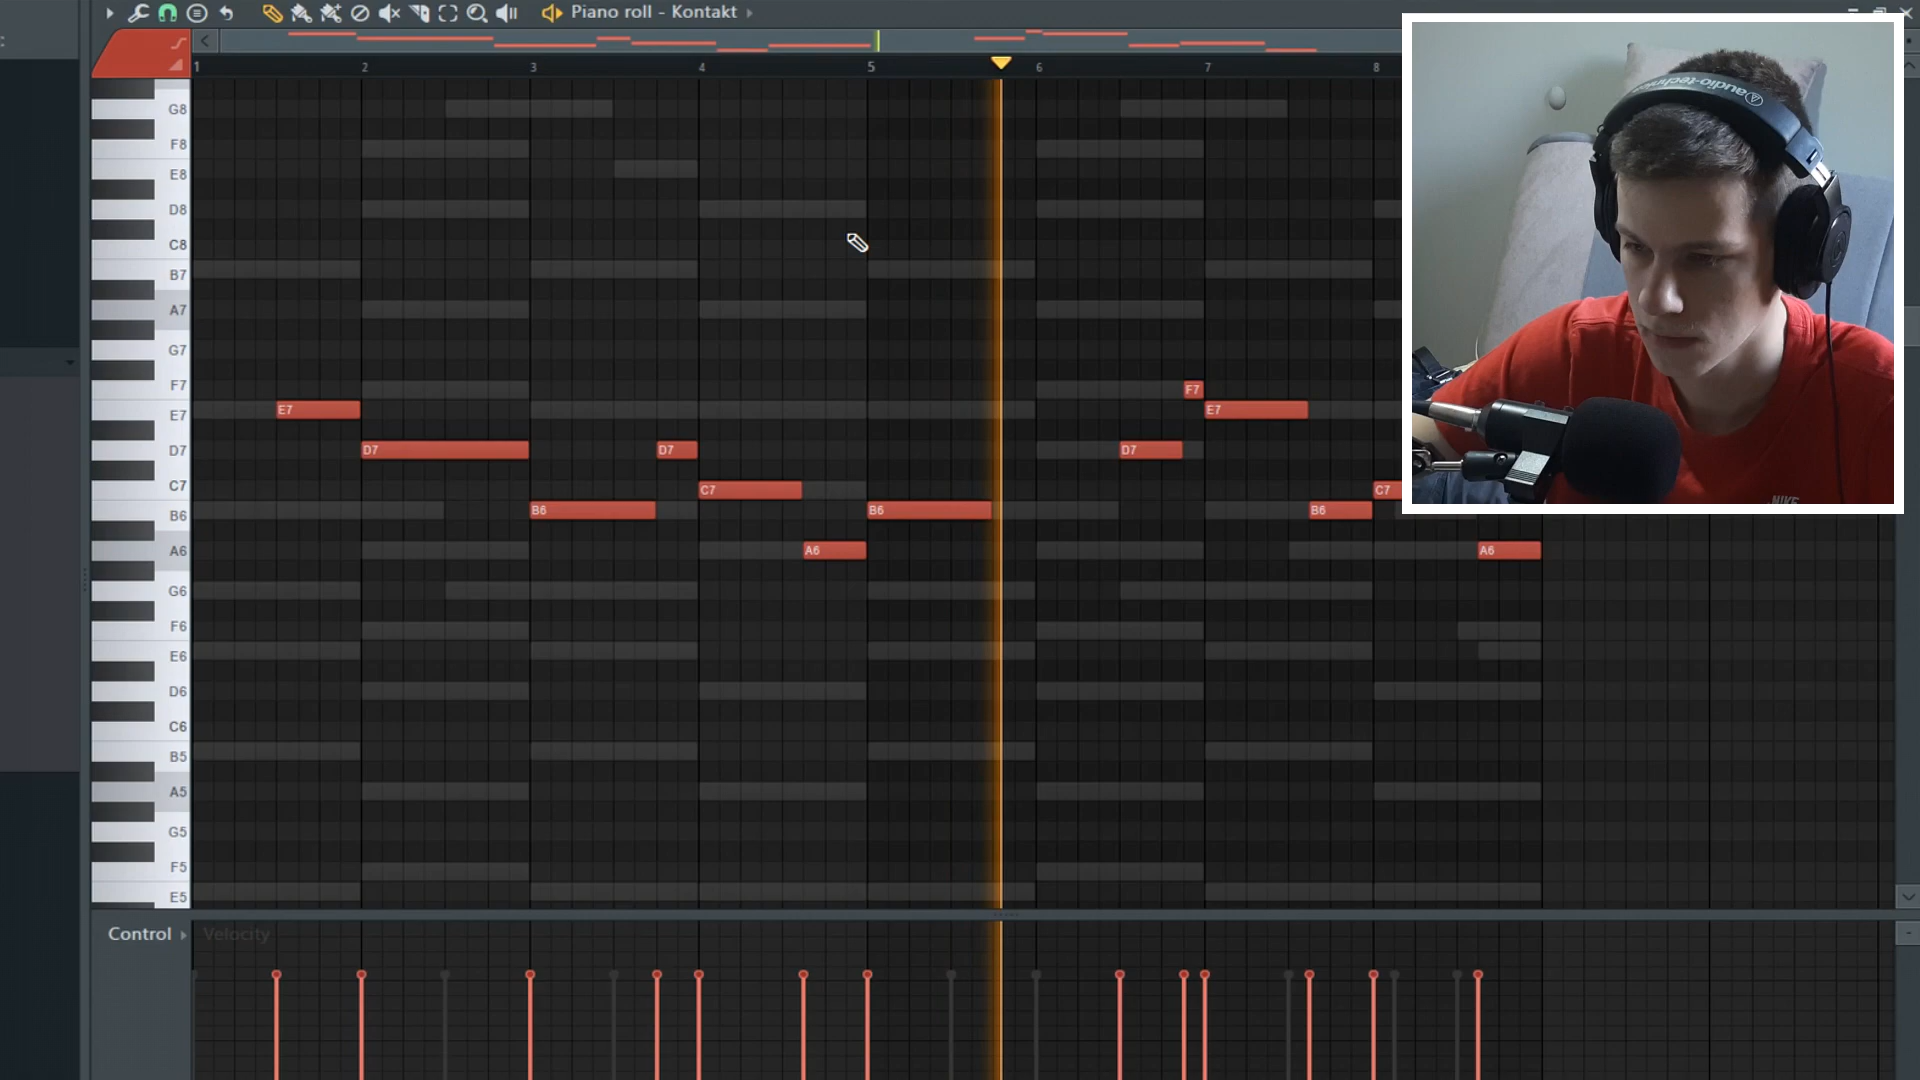 Piano roll - Kontakt
1 2 3 4 5 6 7 8
G8
F8
E8
D8
C8
B7
A7
G7
F7 F7
E7 E7 E7
D7 D7 D7 D7
C7 C7 C7
B6 B6 B6 B6
A6 A6 A6
G6
F6
E6
D6
C6
B5
A5
G5
F5
E5
Control Velocity
audio-technica
NIKE